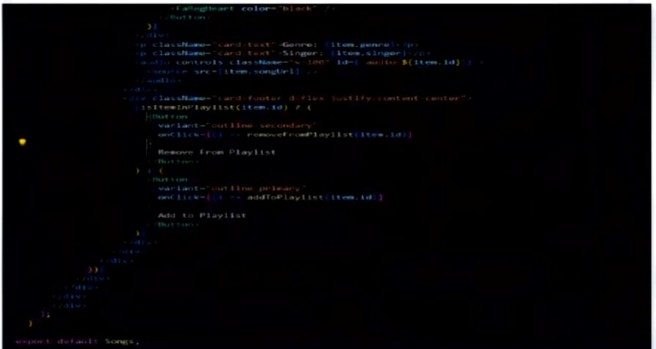 <FaRegHeart color="black" />
</Button>
)}
</div>
<p className="card-text">Genre: {item.genre}</p>
<p className="card-text">Singer: {item.singer}</p>
<audio controls className="w-100" id={`audio-${item.id}`}>
<source src={item.songUrl} />
</audio>
</div>
<div className="card-footer d-flex justify-content-center">
{isItemInPlaylist(item.id) ? (
<Button
variant="outline-secondary"
onClick={() => removeFromPlaylist(item.id)}
>
Remove from Playlist
</Button>
) : (
<Button
variant="outline-primary"
onClick={() => addToPlaylist(item.id)}
>
Add to Playlist
</Button>
)}
</div>
</div>
</div>
))}
</div>
</div>
</div>
</div>
);
}
export default Songs;